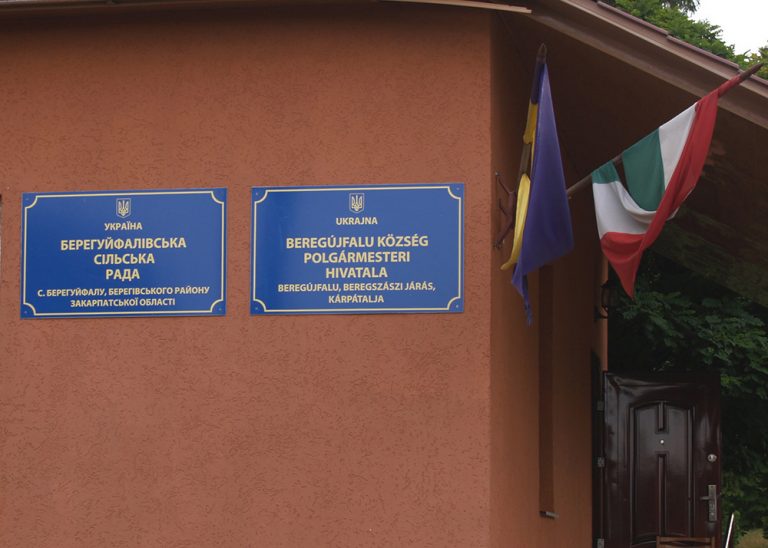 УКРАЇНА
БЕРЕГУЙФАЛІВСЬКА
СІЛЬСЬКА
РАДА
С. БЕРЕГУЙФАЛУ, БЕРЕГІВСЬКОГО РАЙОНУ
ЗАКАРПАТСЬКОЇ ОБЛАСТІ
UKRAJNA
BEREGÚJFALU KÖZSÉG
POLGÁRMESTERI
HIVATALA
BEREGÚJFALU, BEREGSZÁSZI JÁRÁS,
KÁRPÁTALJA